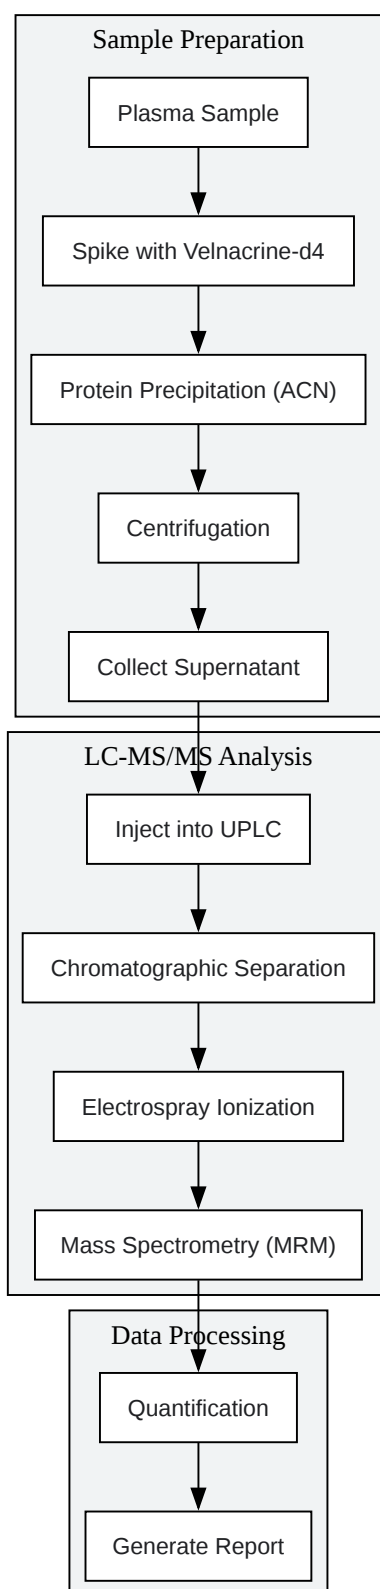 Sample Preparation
Plasma Sample
Spike with Velnacrine-d4
Protein Precipitation (ACN)
Centrifugation
Collect Supernatant
LC-MS/MS Analysis
Inject into UPLC
Chromatographic Separation
Electrospray Ionization
Mass Spectrometry (MRM)
Data Processing
Quantification
Generate Report